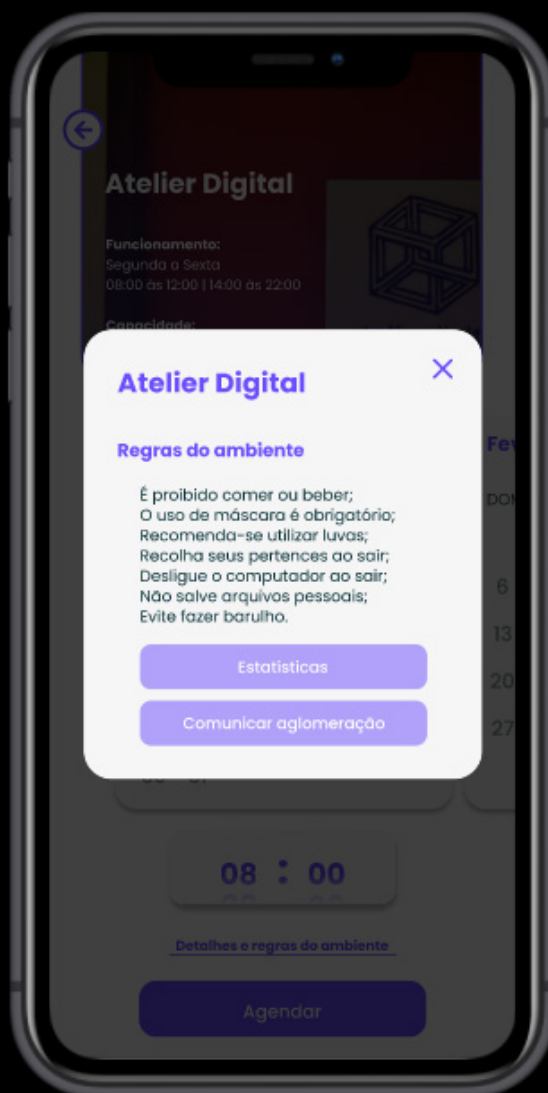 Atelier Digital
Funcionamento:
Segunda a Sexta
08:00 às 12:00 | 14:00 às 22:00
Capacidade:
Atelier Digital
Regras do ambiente
É proibido comer ou beber;
O uso de máscara é obrigatório;
Recomenda-se utilizar luvas;
Recolha seus pertences ao sair;
Desligue o computador ao sair;
Não salve arquivos pessoais;
Evite fazer barulho.
Estatísticas
Comunicar aglomeração
Fev
DOM
6
13
20
27
08 : 00
Detalhes e regras do ambiente
Agendar